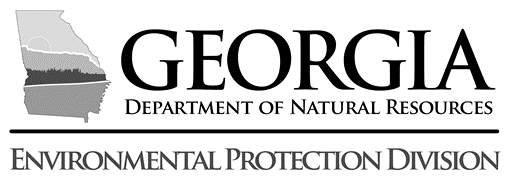 GEORGIA
DEPARTMENT OF NATURAL RESOURCES
ENVIRONMENTAL PROTECTION DIVISION